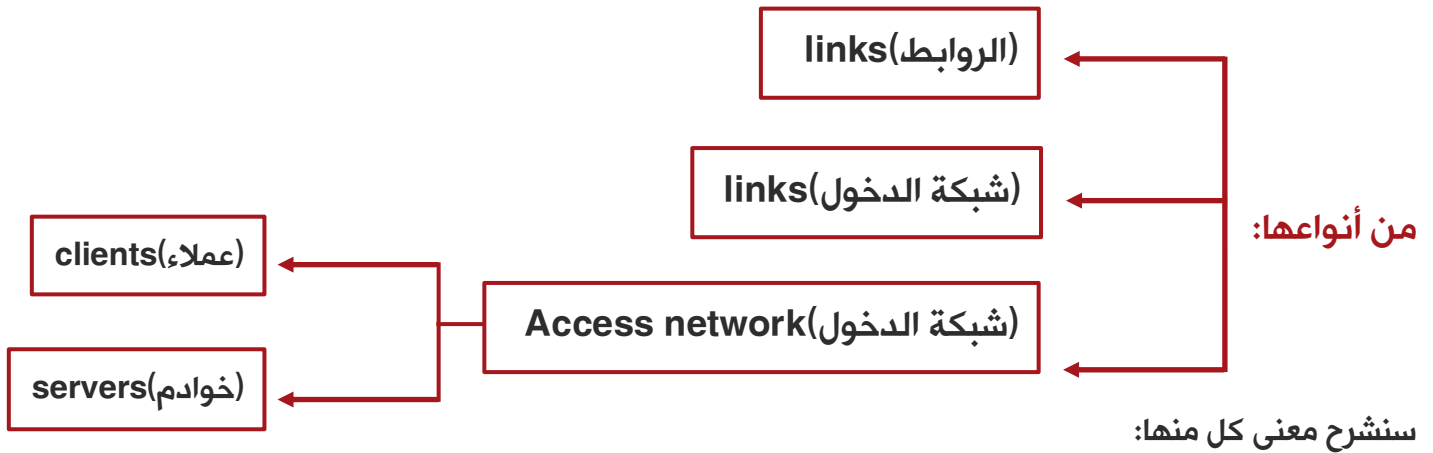 links(الروابط)
links(شبكة الدخول)
من أنواعها:
Access network(شبكة الدخول)
clients(عملاء)
servers(خوادم)
سنشرح معنى كل منها: